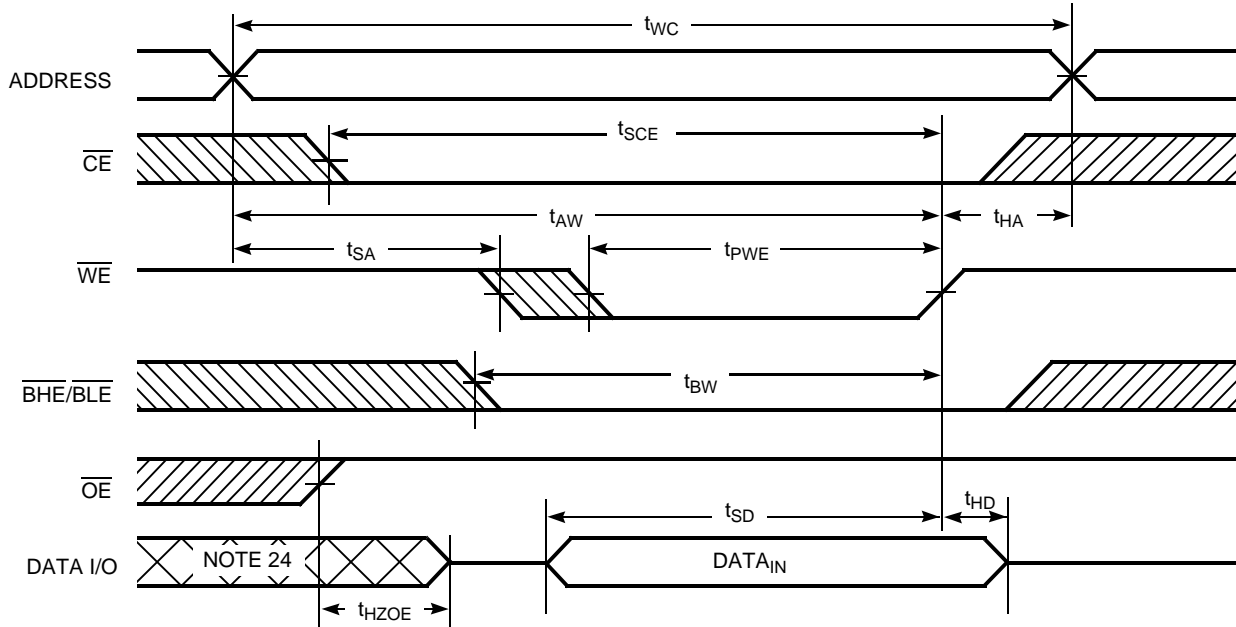 tWC
ADDRESS
tSCE
CE
tAW
tHA
tSA
tPWE
WE
tBW
BHE/BLE
OE
tSD
tHD
DATA I/O
NOTE 24
DATAIN
tHZOE